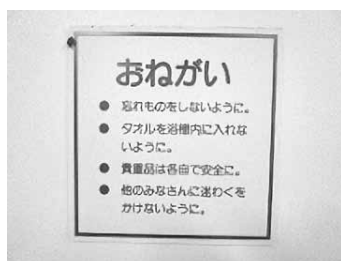 おねがい
● 忘れものをしないように。
● タオルを浴槽内に入れな
いように。
● 貴重品は各自で安全に。
● 他のみなさんに迷わくを
かけないように。